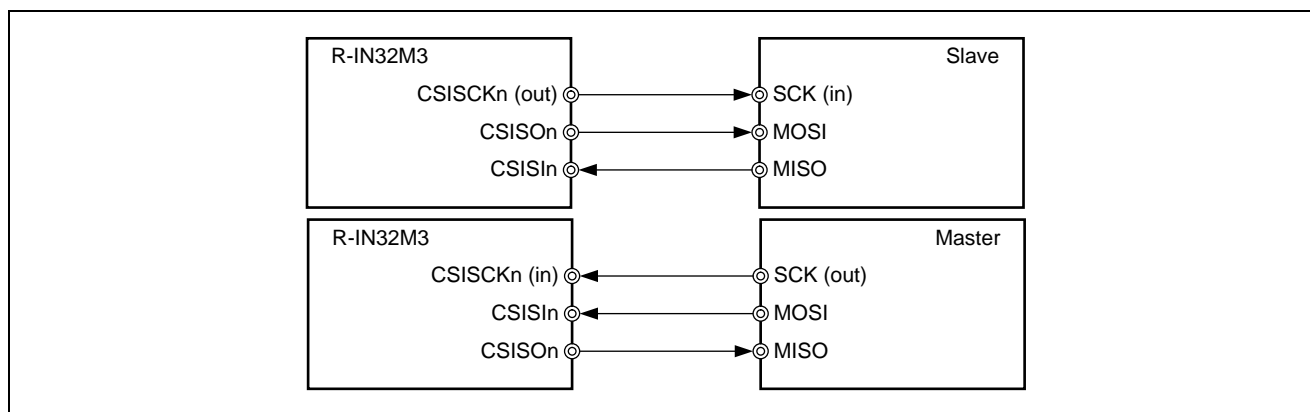 R-IN32M3 Slave
CSISCKn (out) SCK (in)
CSISOn MOSI
CSISIn MISO
R-IN32M3 Master
CSISCKn (in) SCK (out)
CSISIn MOSI
CSISOn MISO